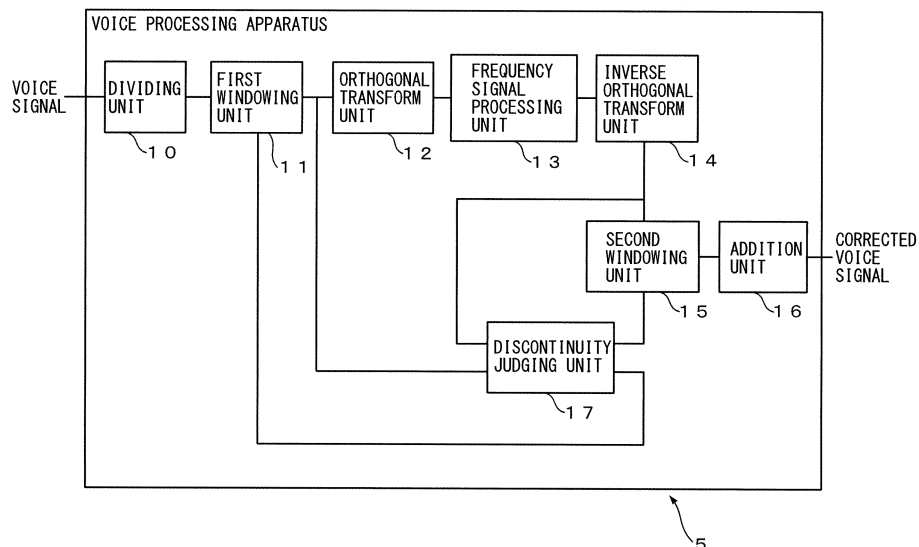 VOICE PROCESSING APPARATUS
VOICE
SIGNAL
DIVIDING
UNIT
10
FIRST
WINDOWING
UNIT
11
ORTHOGONAL
TRANSFORM
UNIT
12
FREQUENCY
SIGNAL
PROCESSING
UNIT
13
INVERSE
ORTHOGONAL
TRANSFORM
UNIT
14
SECOND
WINDOWING
UNIT
15
ADDITION
UNIT
16
CORRECTED
VOICE
SIGNAL
DISCONTINUITY
JUDGING UNIT
17
5